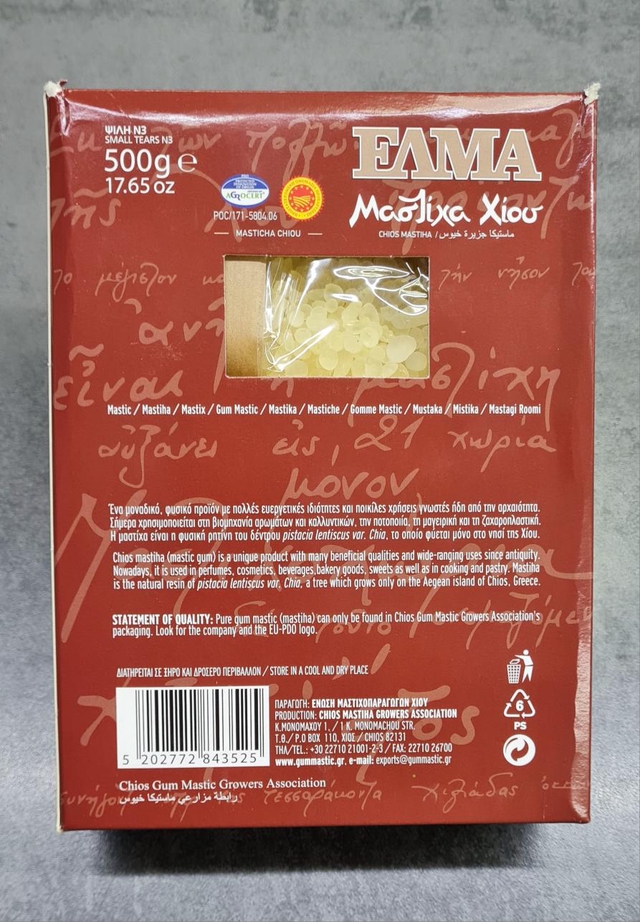 ΨΙΛΗ N3
SMALL TEARS N3
500g e
17.65 oz
AGROCERT
POC/171-5804.06
MASTICHA CHIOU
ΕΛΜΑ
Μαστίχα Χίου
CHIOS MASTIHA / ماستيكا جزيرة خيوس
Mastic / Mastiha / Mastix / Gum Mastic / Mastika / Mastiche / Gomme Mastic / Mustaka / Mistika / Mastagi Roomi
αὐξάνει εἰς 21 χωρία
μόνον
Ένα μοναδικό, φυσικό προϊόν με πολλές ευεργετικές ιδιότητες και ποικίλες χρήσεις γνωστές ήδη από την αρχαιότητα.
Σήμερα χρησιμοποιείται στη βιομηχανία αρωμάτων και καλλυντικών, την ποτοποιία, τη μαγειρική και τη ζαχαροπλαστική.
Η μαστίχα είναι η φυσική ρητίνη του δέντρου pistacia lentiscus var. Chia, το οποίο φύεται μόνο στο νησί της Χίου.
Chios mastiha (mastic gum) is a unique product with many beneficial qualities and wide-ranging uses since antiquity.
Nowadays, it is used in perfumes, cosmetics, beverages,bakery goods, sweets as well as in cooking and pastry. Mastiha
is the natural resin of pistacia lentiscus var. Chia, a tree which grows only on the Aegean island of Chios, Greece.
STATEMENT OF QUALITY: Pure gum mastic (mastiha) can only be found in Chios Gum Mastic Growers Association's
packaging. Look for the company and the EU-PDO logo.
ΔΙΑΤΗΡΕΙΤΑΙ ΣΕ ΞΗΡΟ ΚΑΙ ΔΡΟΣΕΡΟ ΠΕΡΙΒΑΛΛΟΝ / STORE IN A COOL AND DRY PLACE
5 202772 843525
ΠΑΡΑΓΩΓΗ: ΕΝΩΣΗ ΜΑΣΤΙΧΟΠΑΡΑΓΩΓΩΝ ΧΙΟΥ
PRODUCTION: CHIOS MASTIHA GROWERS ASSOCIATION
Κ.ΜΟΝΟΜΑΧΟΥ 1, / 1 K. MONOMACHOU STR.
Τ.Θ./ P.O BOX 110, ΧΙΟΣ / CHIOS 82131
ΤΗΛ/TEL.: +30 22710 21001-2-3 / FAX: 22710 26700
www.gummastic.gr, e-mail: exports@gummastic.gr
6
PS
Chios Gum Mastic Growers Association
رابطة مزارعي ماستيكا خيوس